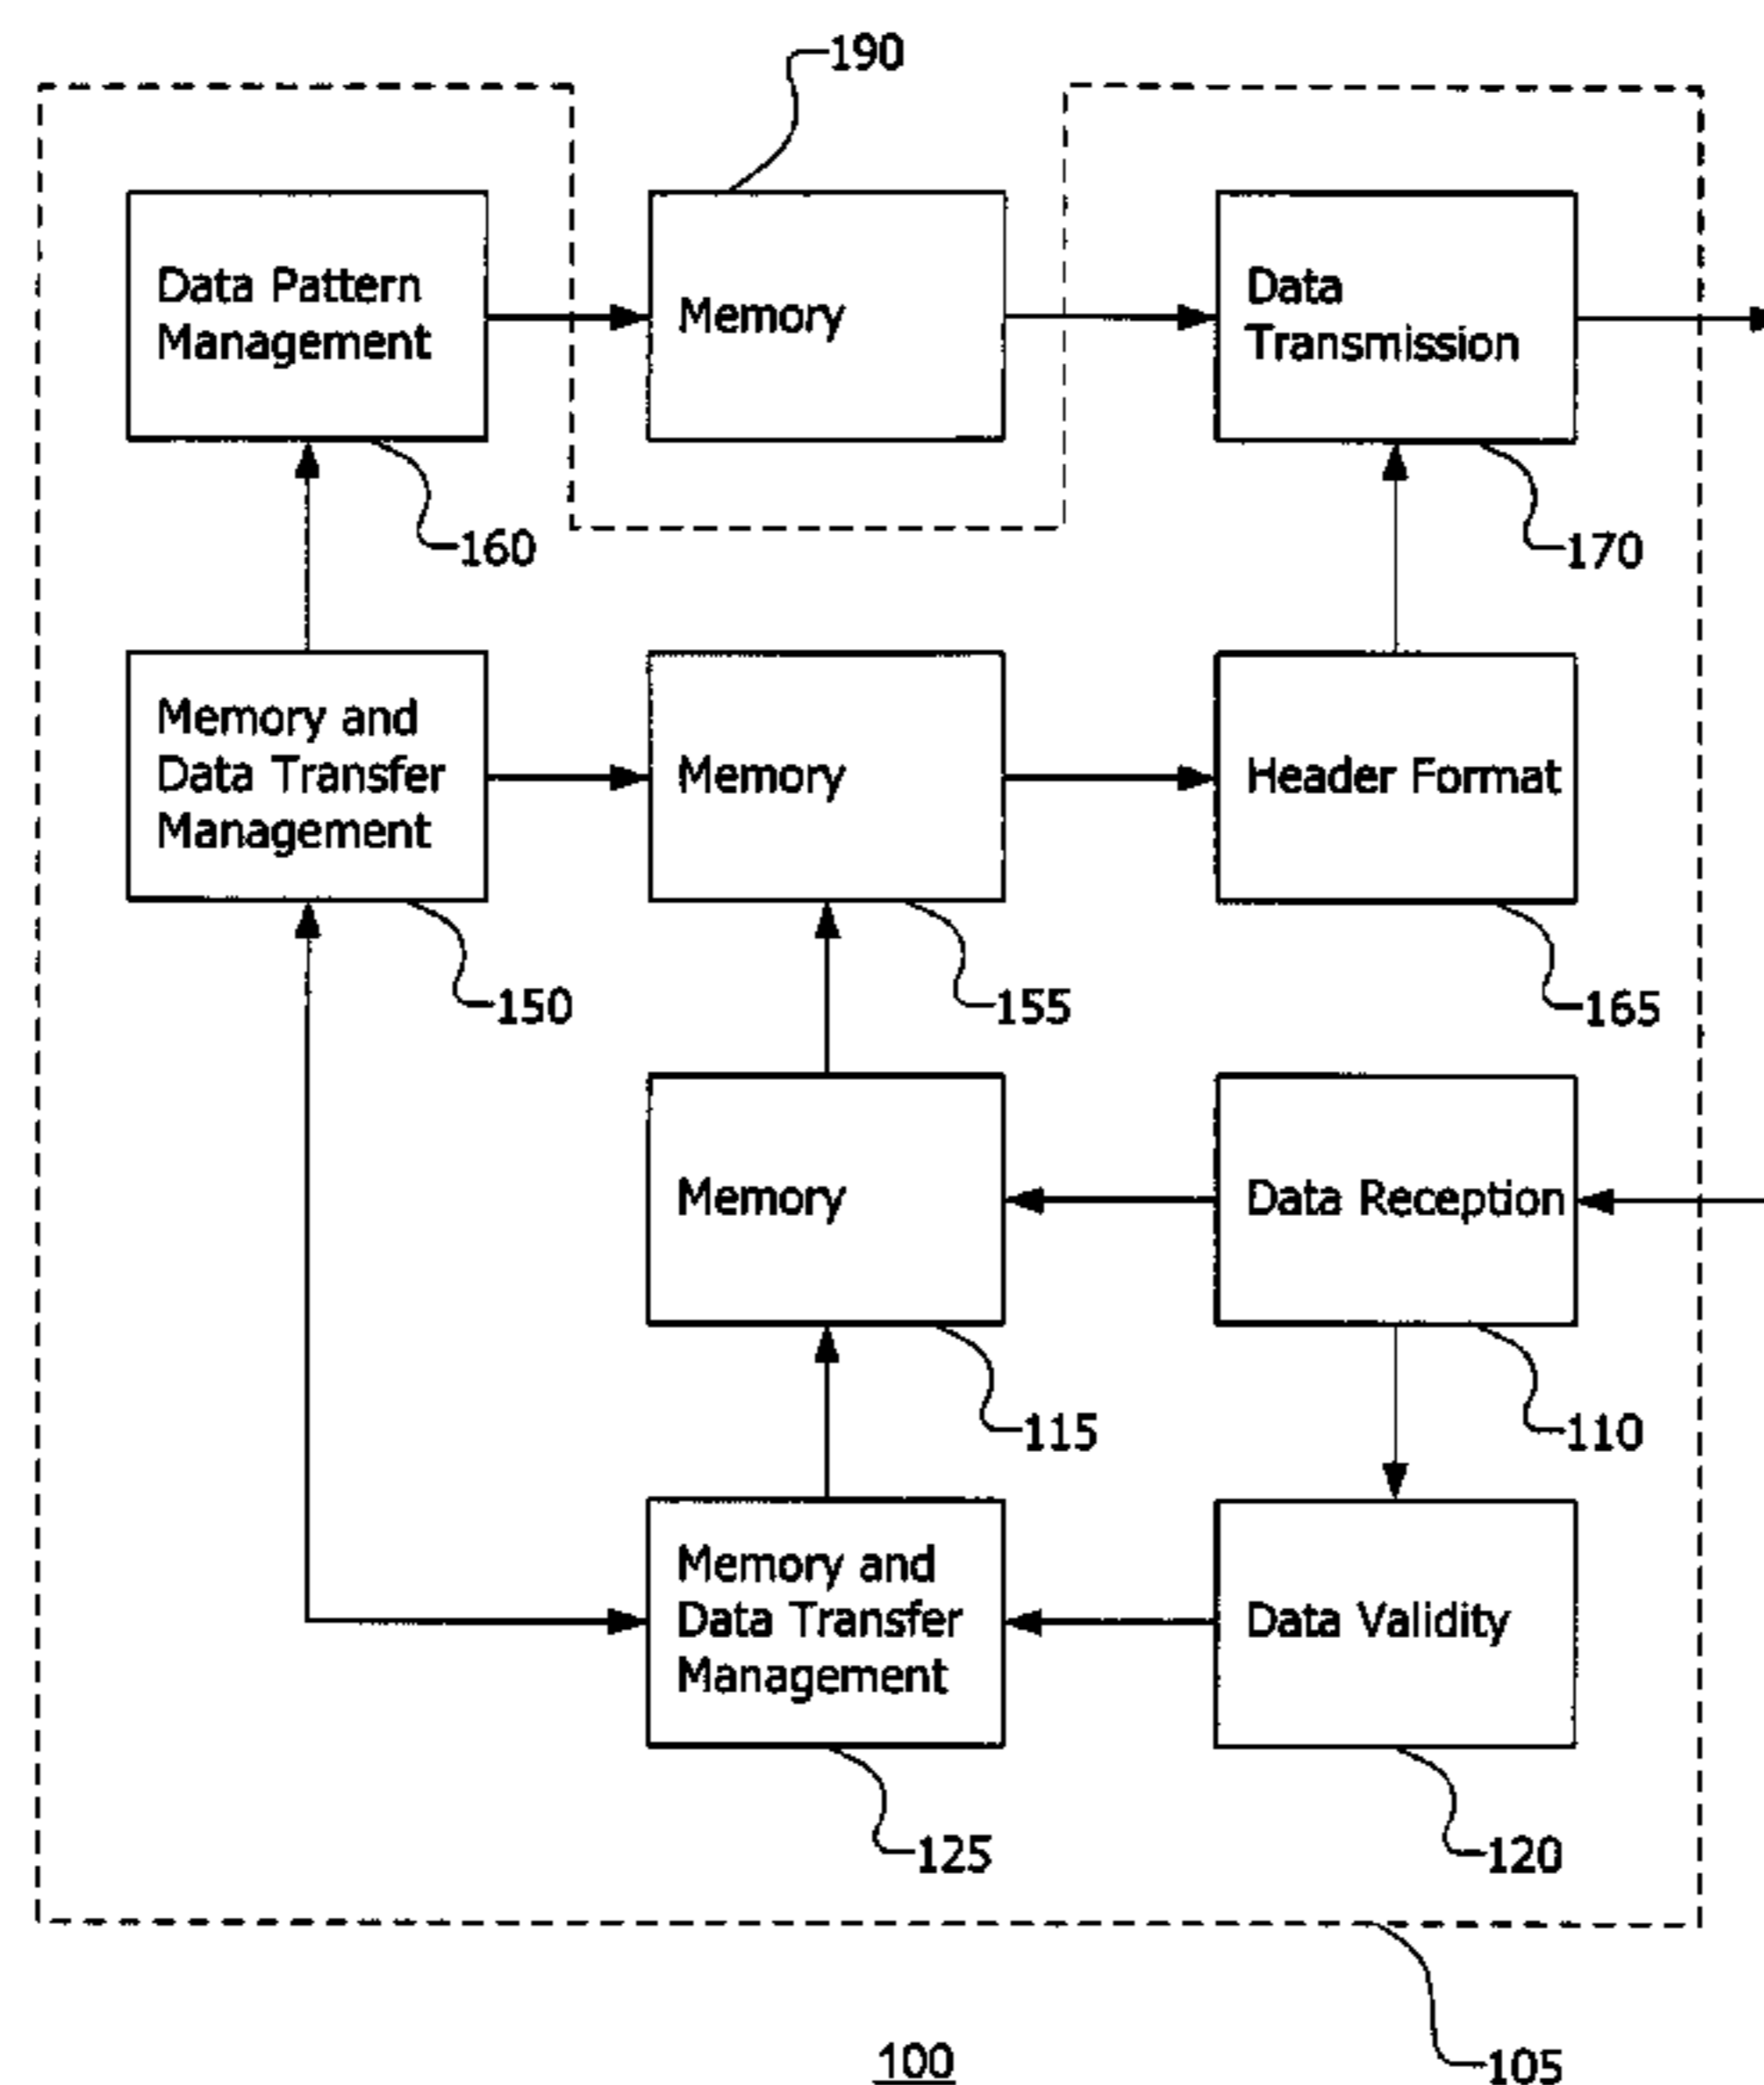 190
Data Pattern
Management
Memory
Data
Transmission
160
170
Memory and
Data Transfer
Management
Memory
Header Format
150
155
165
Memory
Data Reception
115
110
Memory and
Data Transfer
Management
Data Validity
125
120
100
105